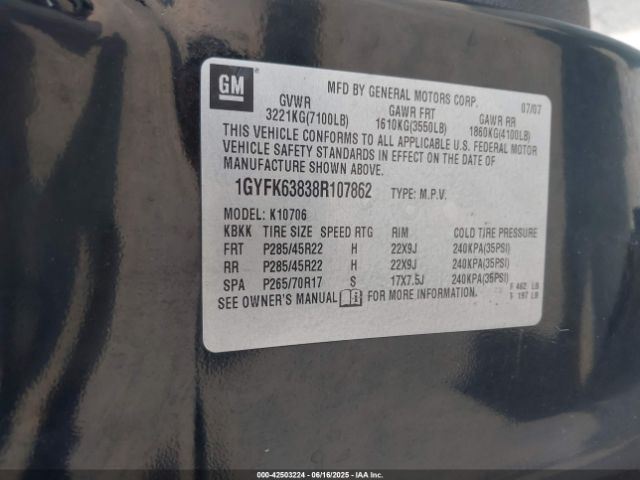 GM
MFD BY GENERAL MOTORS CORP. 07/07
GVWR GAWR FRT GAWR RR
3221KG(7100LB) 1610KG(3550LB) 1860KG(4100LB)
THIS VEHICLE CONFORMS TO ALL APPLICABLE U.S. FEDERAL MOTOR
VEHICLE SAFETY STANDARDS IN EFFECT ON THE DATE OF
MANUFACTURE SHOWN ABOVE.
1GYFK63838R107862 TYPE: M.P.V.
MODEL: K10706
KBKK TIRE SIZE SPEED RTG RIM COLD TIRE PRESSURE
FRT P285/45R22 H 22X9J 240KPA(35PSI)
RR P285/45R22 H 22X9J 240KPA(35PSI)
SPA P265/70R17 S 17X7.5J 240KPA(35PSI)
SEE OWNER'S MANUAL FOR MORE INFORMATION. F 462 LB
T 197 LB
000-42503224 - 06/16/2025 - IAA Inc.